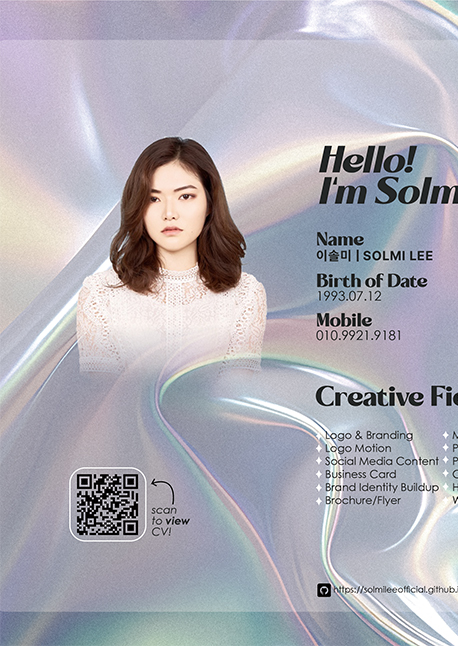 Hello!
I'm Solm
Name
이솔미 | SOLMI LEE
Birth of Date
1993.07.12
Mobile
010.9921.9181
Creative Fie
Logo & Branding
Logo Motion
Social Media Content
Business Card
Brand Identity Buildup
Brochure/Flyer
M
P
P
C
H
W
scan
to view
CV!
https://solmileeofficial.github.i